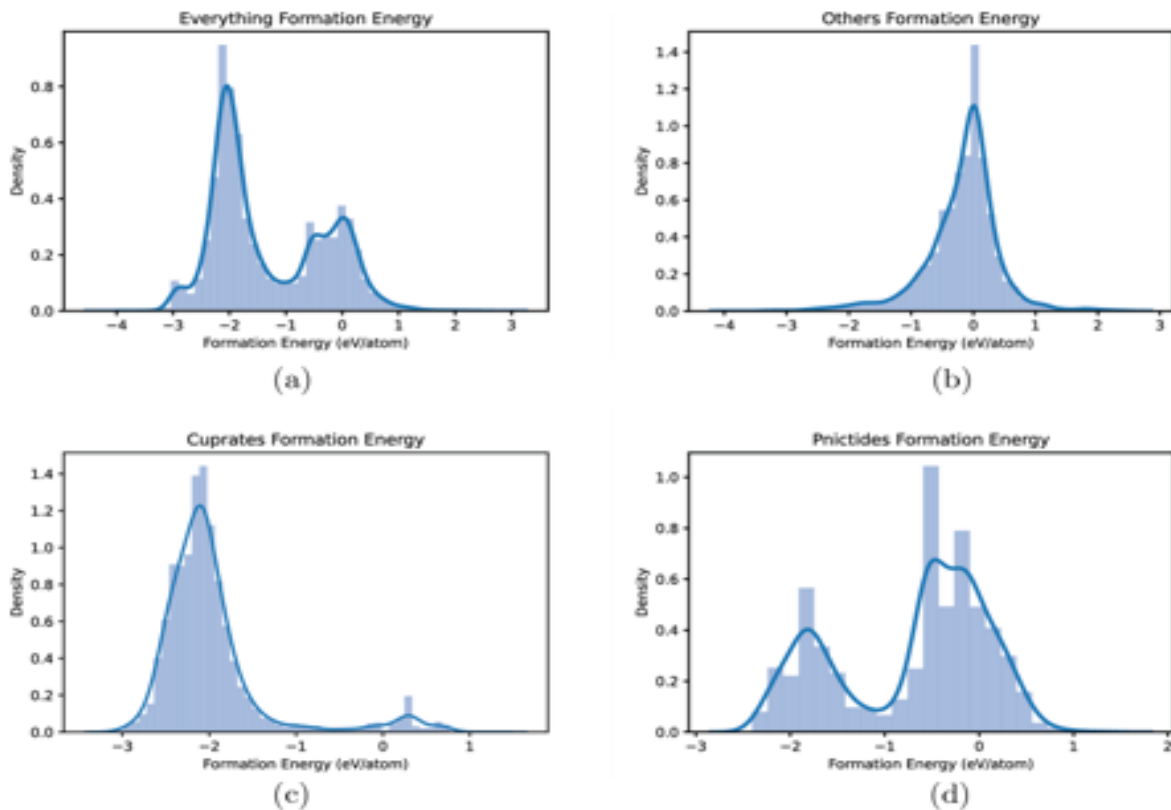 Everything Formation Energy
Density
0.8
0.6
0.4
0.2
0.0
−4 −3 −2 −1 0 1 2 3
Formation Energy (eV/atom)
(a)
Others Formation Energy
Density
1.4
1.2
1.0
0.8
0.6
0.4
0.2
0.0
−4 −3 −2 −1 0 1 2 3
Formation Energy (eV/atom)
(b)
Cuprates Formation Energy
Density
1.4
1.2
1.0
0.8
0.6
0.4
0.2
0.0
−3 −2 −1 0 1
Formation Energy (eV/atom)
(c)
Pnictides Formation Energy
Density
1.0
0.8
0.6
0.4
0.2
0.0
−3 −2 −1 0 1 2
Formation Energy (eV/atom)
(d)